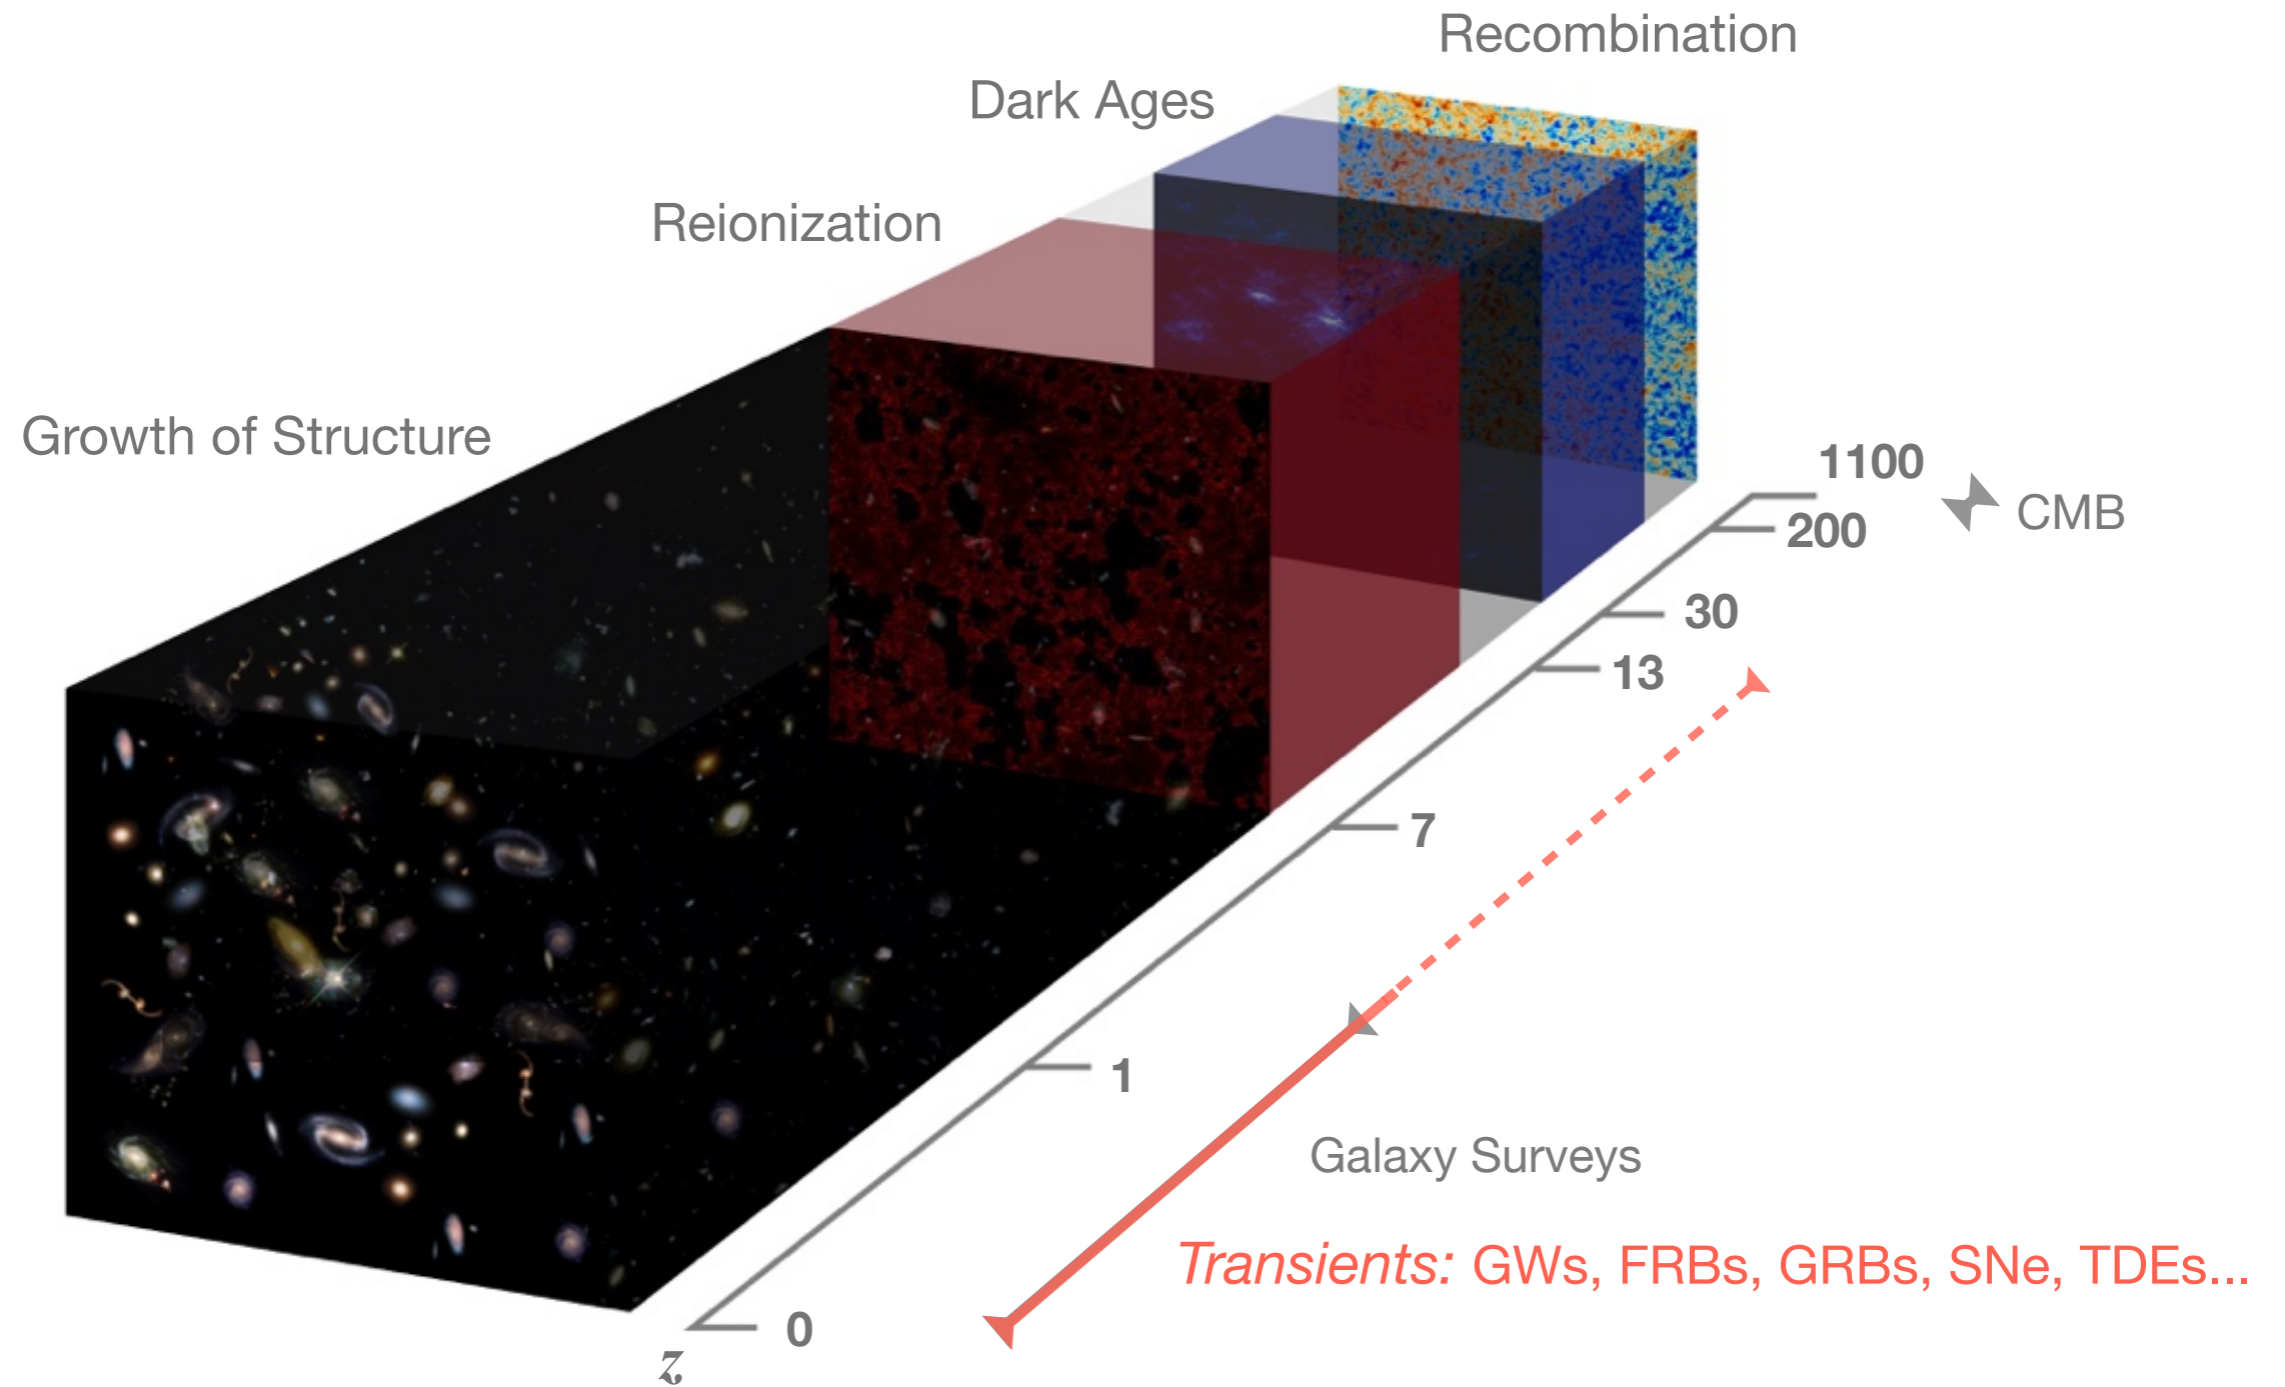 Recombination
Dark Ages
Reionization
Growth of Structure
1100
CMB
200
30
13
7
1
Galaxy Surveys
Transients: GWs, FRBs, GRBs, SNe, TDEs...
0
z